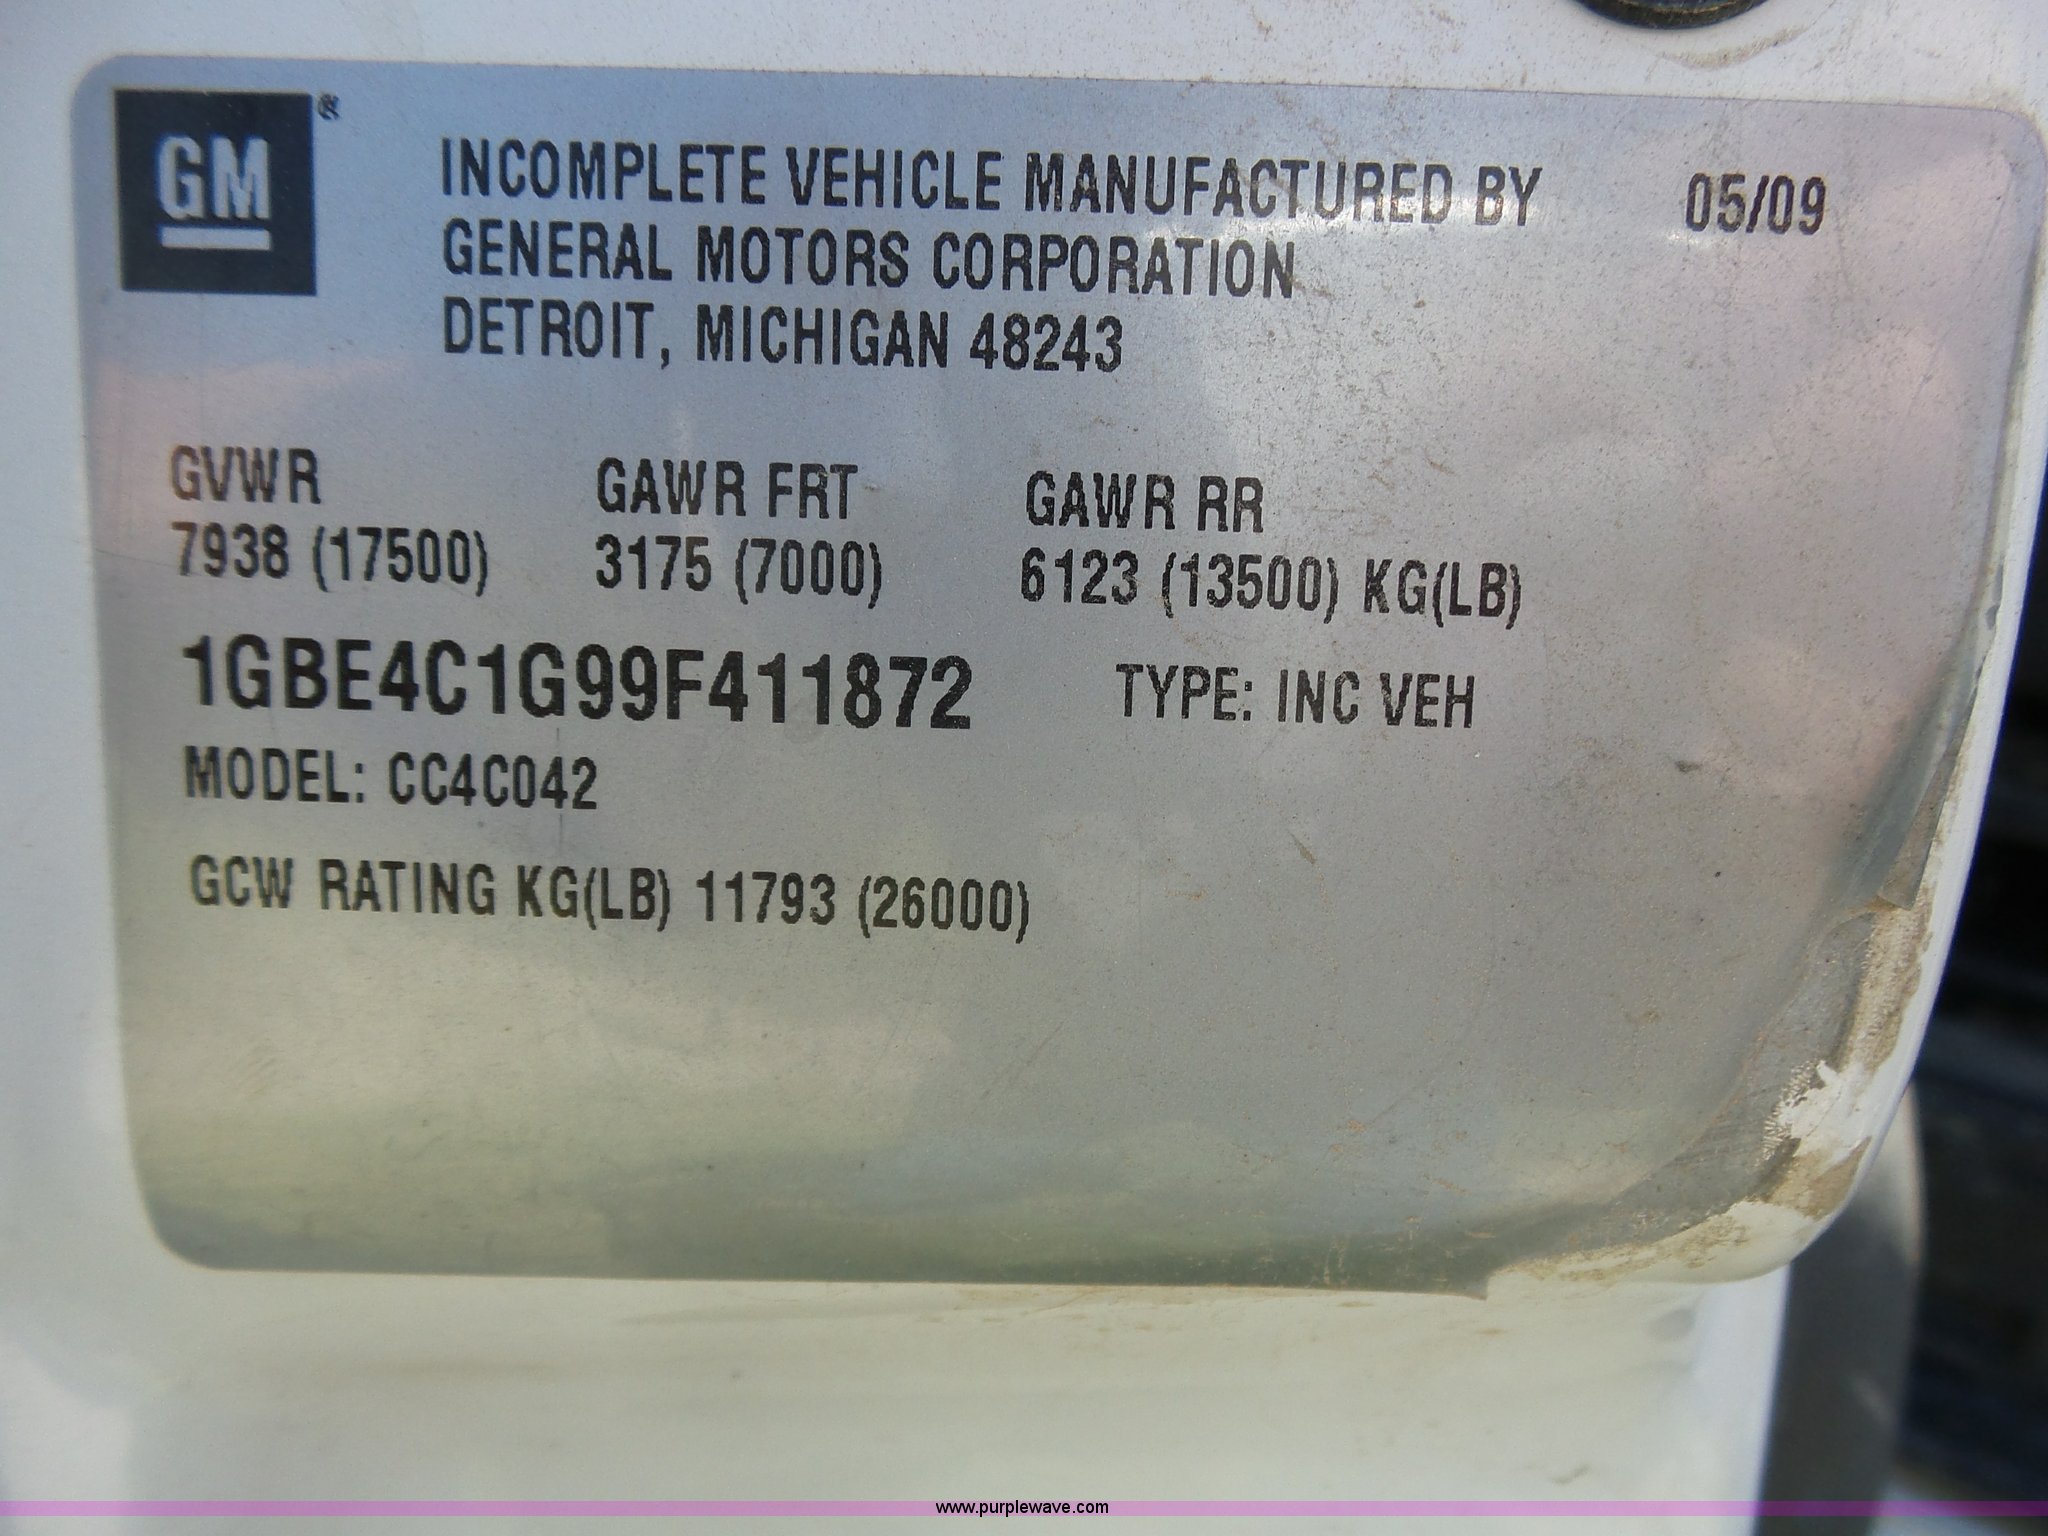 GM®
INCOMPLETE VEHICLE MANUFACTURED BY 05/09
GENERAL MOTORS CORPORATION
DETROIT, MICHIGAN 48243
GVWR GAWR FRT GAWR RR
7938 (17500) 3175 (7000) 6123 (13500) KG(LB)
1GBE4C1G99F411872 TYPE: INC VEH
MODEL: CC4C042
GCW RATING KG(LB) 11793 (26000)
www.purplewave.com